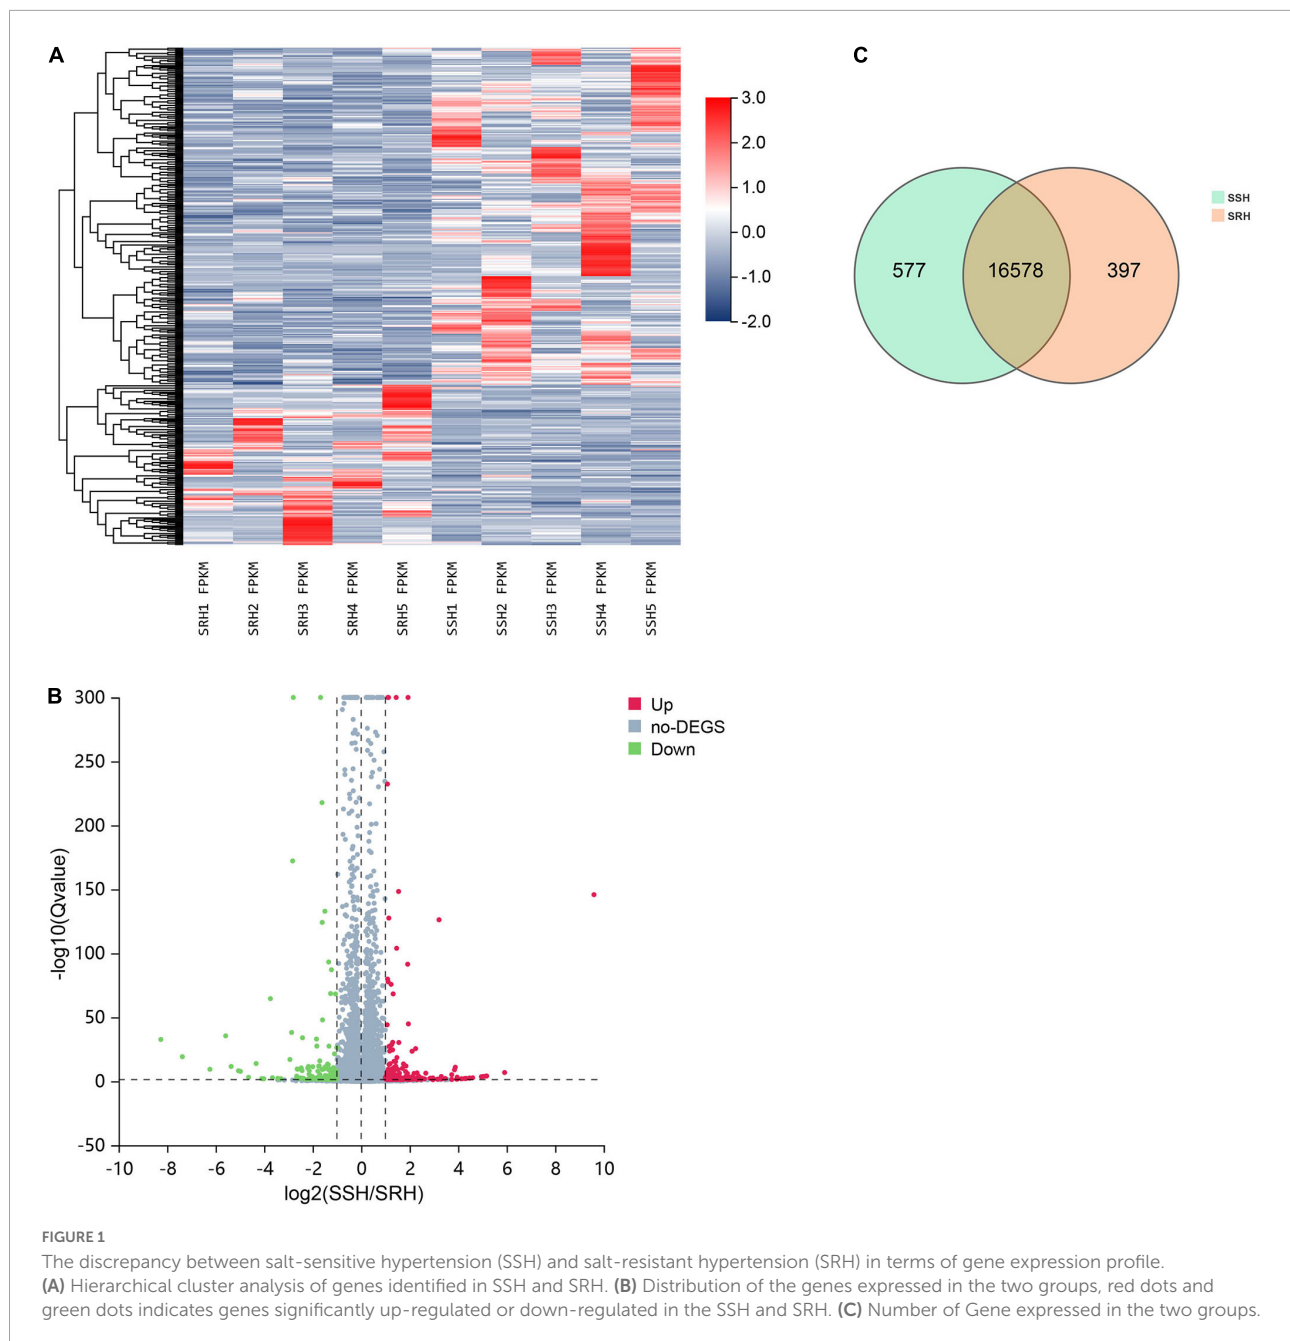 A
3.0
2.0
1.0
0.0
-1.0
-2.0
SRH1 FPKM
SRH2 FPKM
SRH3 FPKM
SRH4 FPKM
SRH5 FPKM
SSH1 FPKM
SSH2 FPKM
SSH3 FPKM
SSH4 FPKM
SSH5 FPKM
C
577
16578
397
SSH
SRH
B
300
250
200
150
100
50
0
-50
-log10(Qvalue)
-10
-8
-6
-4
-2
0
2
4
6
8
10
log2(SSH/SRH)
Up
no-DEGS
Down
FIGURE 1
The discrepancy between salt-sensitive hypertension (SSH) and salt-resistant hypertension (SRH) in terms of gene expression profile.
(A) Hierarchical cluster analysis of genes identified in SSH and SRH. (B) Distribution of the genes expressed in the two groups, red dots and
green dots indicates genes significantly up-regulated or down-regulated in the SSH and SRH. (C) Number of Gene expressed in the two groups.